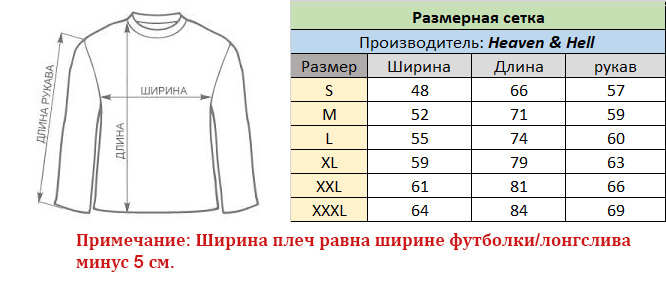 ДЛИНА РУКАВА
ШИРИНА
ДЛИНА
Размерная сетка
Производитель: Heaven & Hell
Размер Ширина Длина рукав
S 48 66 57
M 52 71 59
L 55 74 60
XL 59 79 63
XXL 61 81 66
XXXL 64 84 69
Примечание: Ширина плеч равна ширине футболки/лонгслива
минус 5 см.